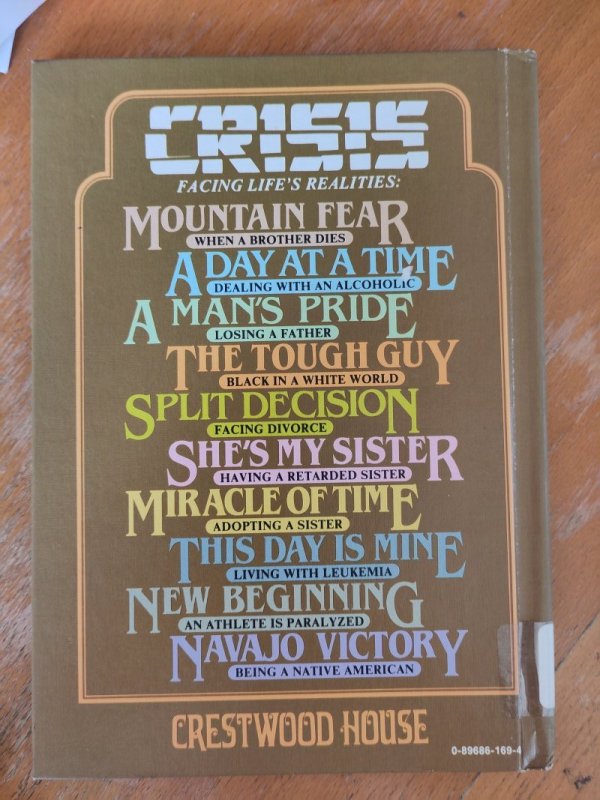 CRISIS
FACING LIFE'S REALITIES:
MOUNTAIN FEAR
WHEN A BROTHER DIES
A DAY AT A TIME
DEALING WITH AN ALCOHOLIC
A MAN'S PRIDE
LOSING A FATHER
THE TOUGH GUY
BLACK IN A WHITE WORLD
SPLIT DECISION
FACING DIVORCE
SHE'S MY SISTER
HAVING A RETARDED SISTER
MIRACLE OF TIME
ADOPTING A SISTER
THIS DAY IS MINE
LIVING WITH LEUKEMIA
NEW BEGINNING
AN ATHLETE IS PARALYZED
NAVAJO VICTORY
BEING A NATIVE AMERICAN
CRESTWOOD HOUSE
0-89686-169-4